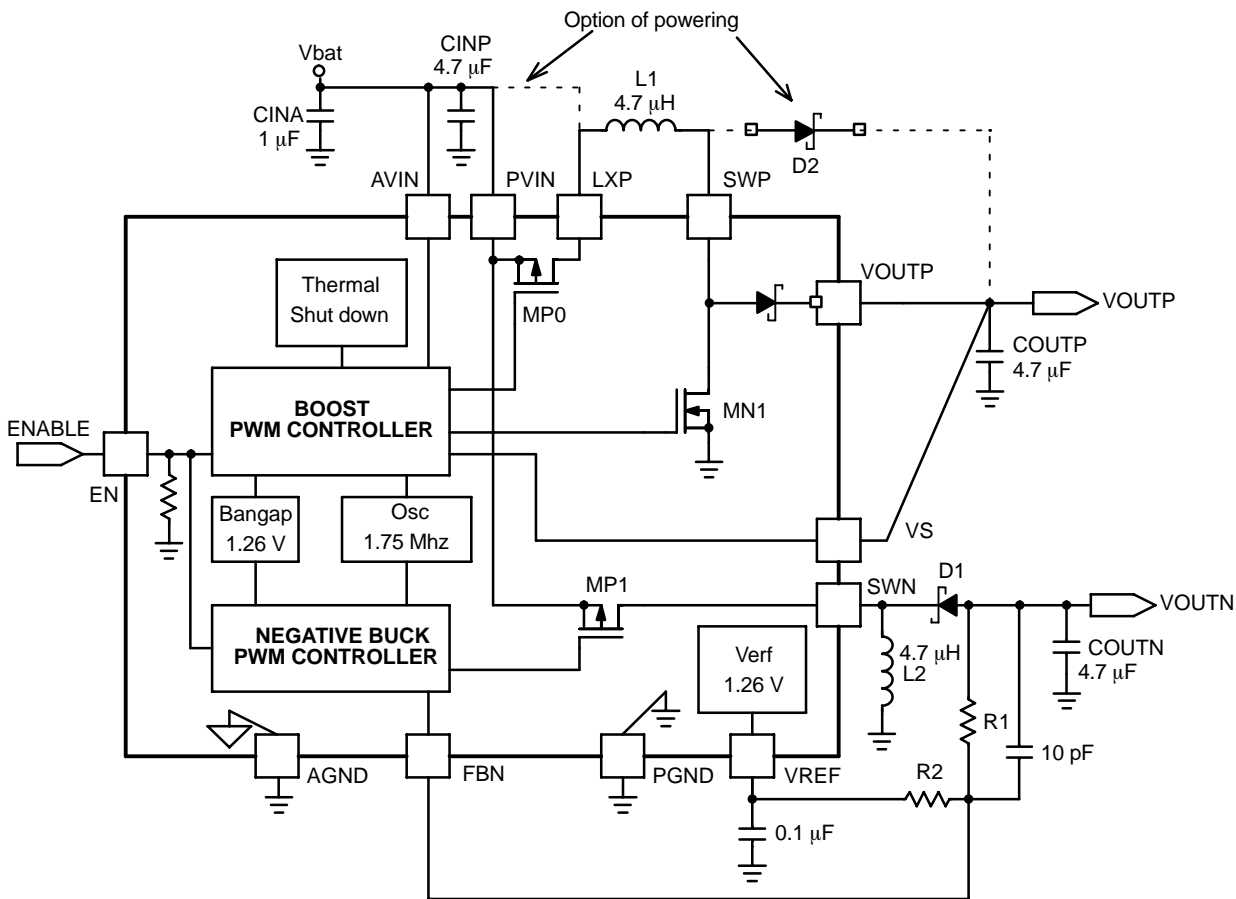 Option of powering
Vbat
CINP
4.7 μF
CINA
1 μF
L1
4.7 μH
D2
AVIN
PVIN
LXP
SWP
Thermal
Shut down
MP0
VOUTP
VOUTP
COUTP
4.7 μF
BOOST
PWM CONTROLLER
MN1
ENABLE
EN
Bangap
1.26 V
Osc
1.75 Mhz
VS
MP1
SWN
D1
VOUTN
NEGATIVE BUCK
PWM CONTROLLER
Verf
1.26 V
4.7 μH
L2
COUTN
4.7 μF
R1
10 pF
AGND
FBN
PGND
VREF
R2
0.1 μF